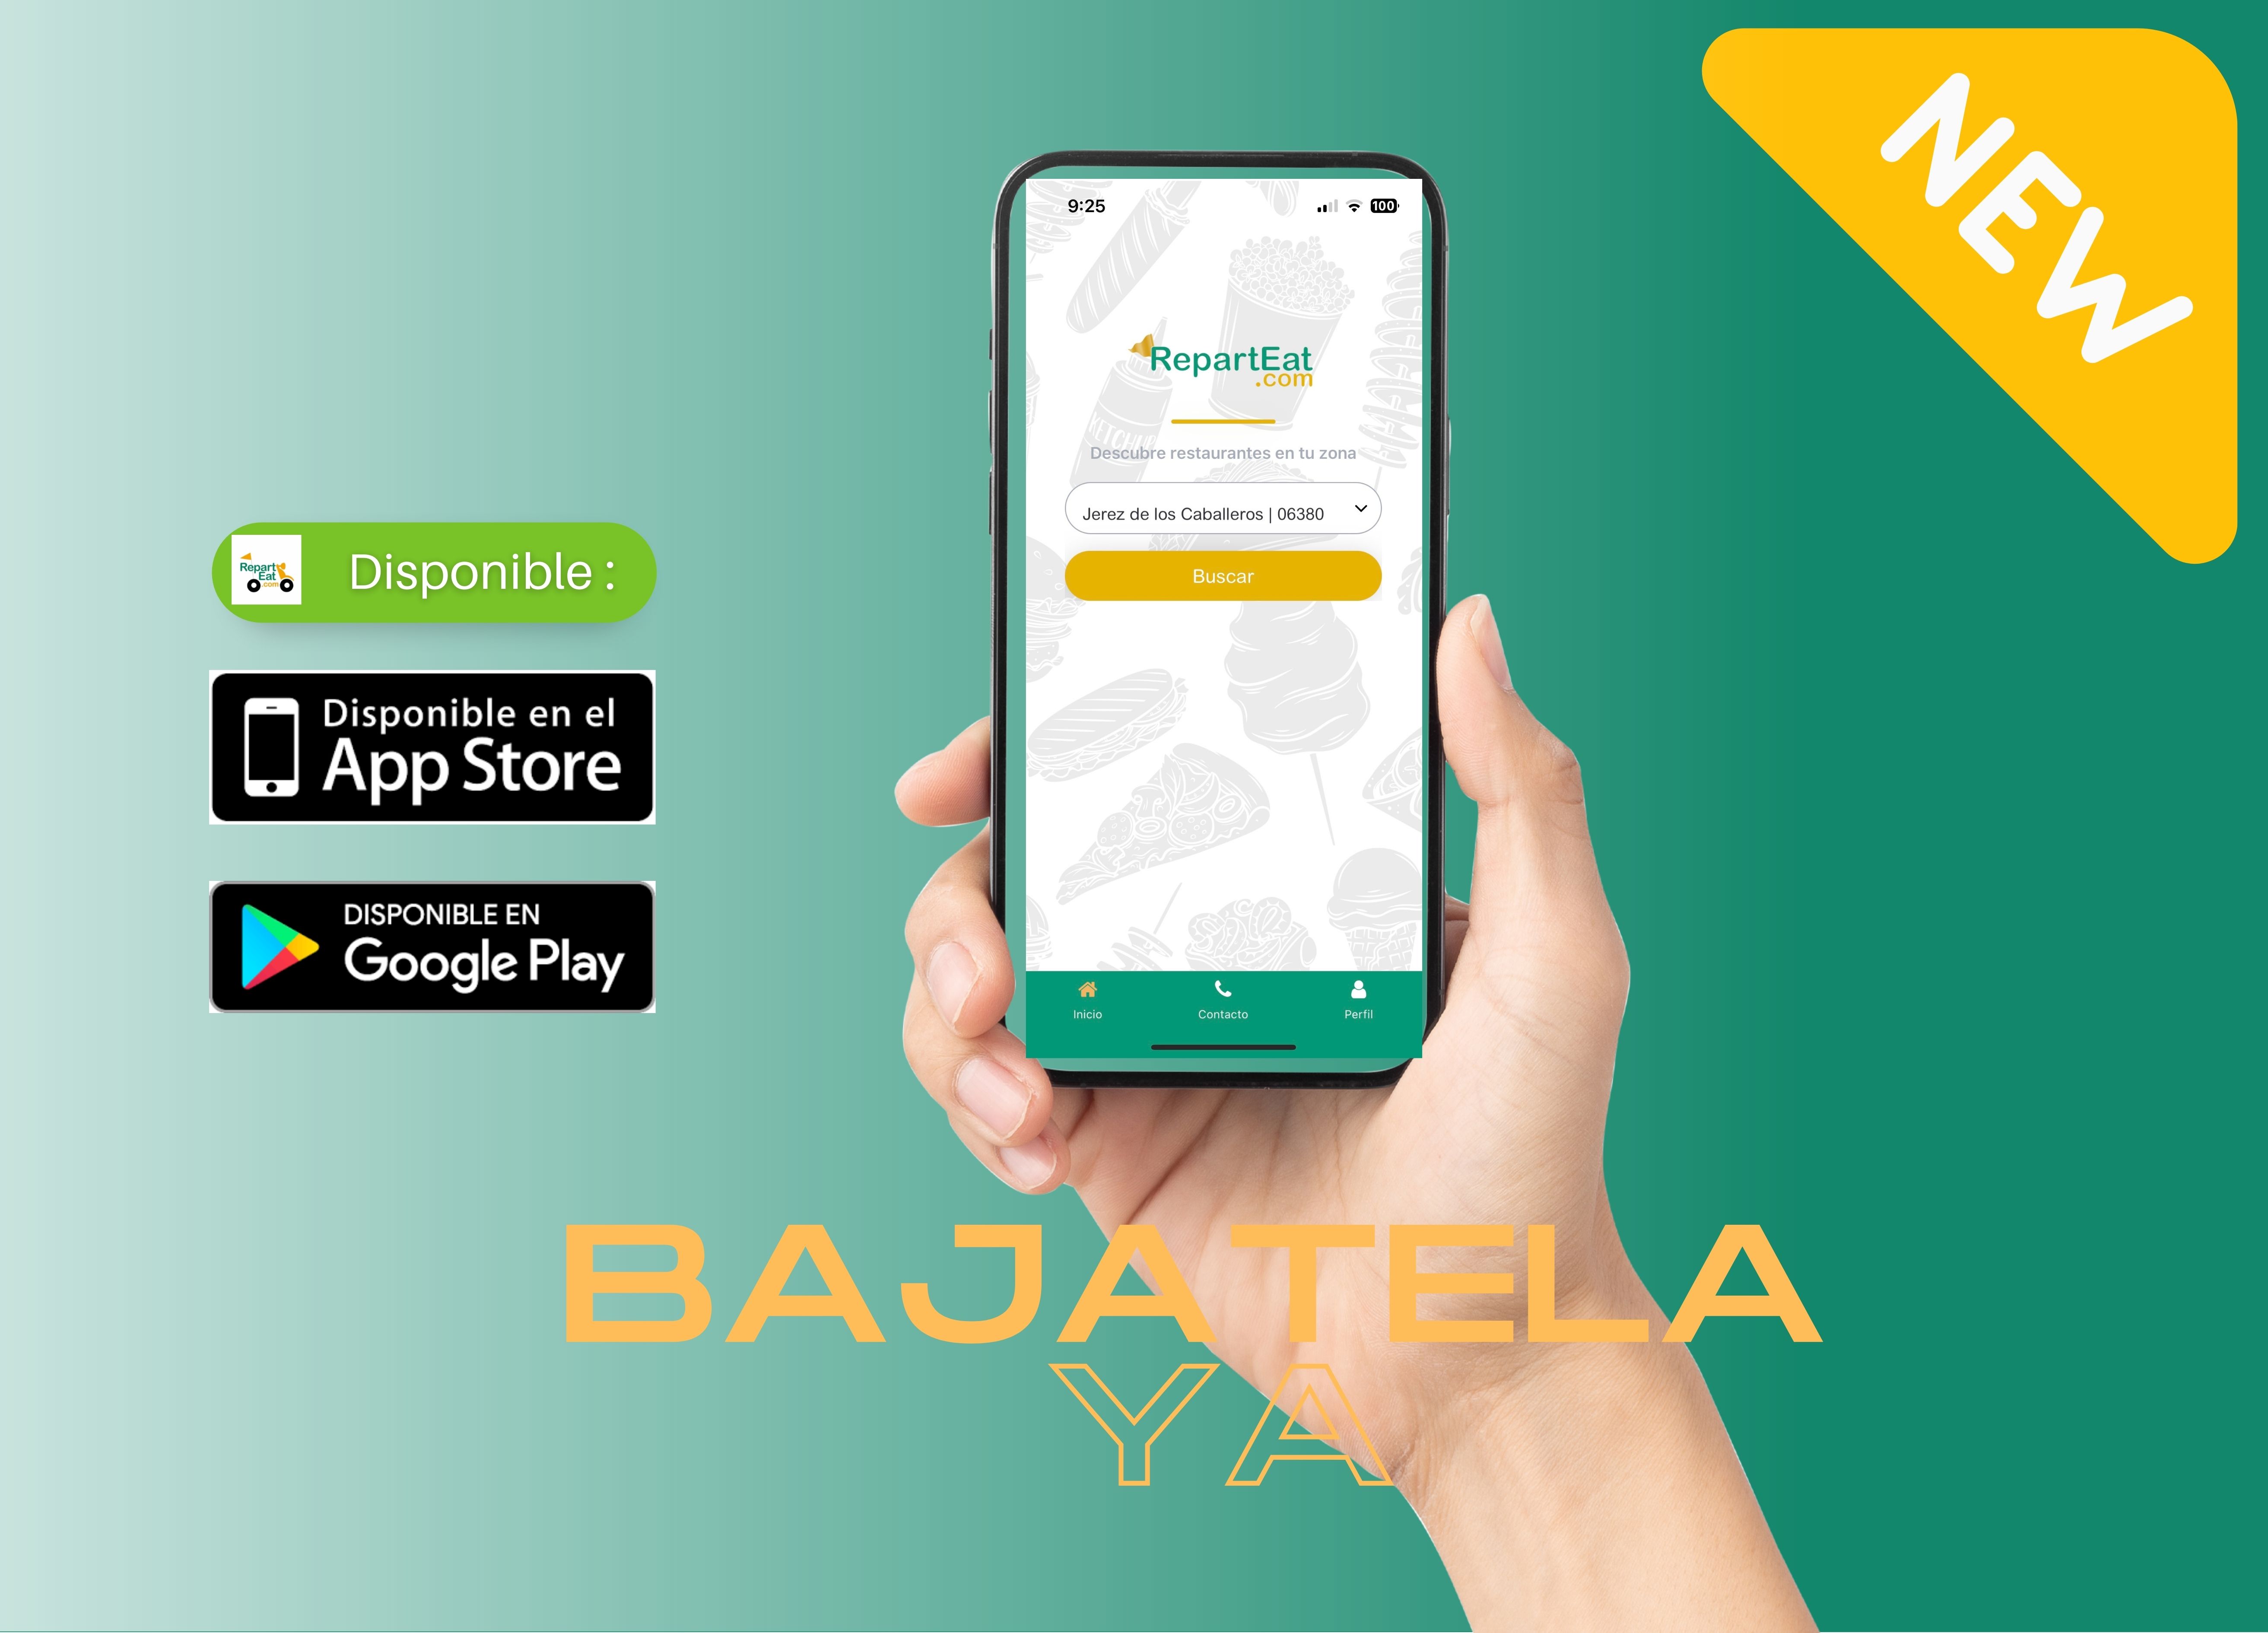 NEW
9:25
100
RepartEat
.com
KETCHUP
Descubre restaurantes en tu zona
Jerez de los Caballeros | 06380
Buscar
Repart
Eat
.com
Disponible :
Disponible en el
App Store
DISPONIBLE EN
Google Play
Inicio
Contacto
Perfil
BAJATELA
YA